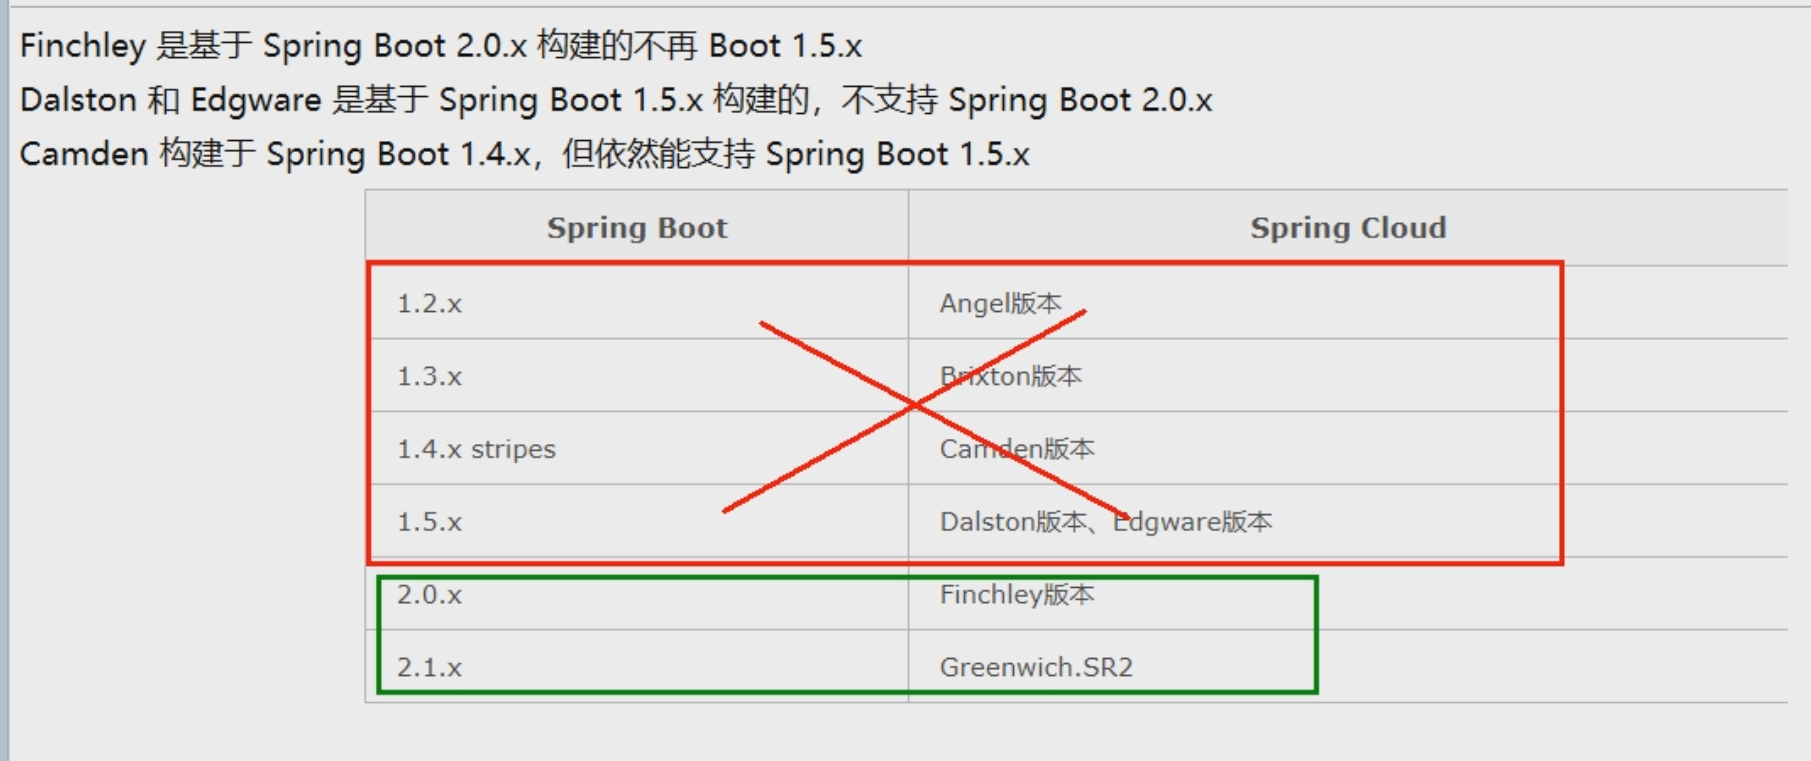 Finchley 是基于 Spring Boot 2.0.x 构建的不再 Boot 1.5.x
Dalston 和 Edgware 是基于 Spring Boot 1.5.x 构建的，不支持 Spring Boot 2.0.x
Camden 构建于 Spring Boot 1.4.x，但依然能支持 Spring Boot 1.5.x
Spring Boot Spring Cloud
1.2.x Angel版本
1.3.x Brixton版本
1.4.x stripes Camden版本
1.5.x Dalston版本、Edgware版本
2.0.x Finchley版本
2.1.x Greenwich.SR2